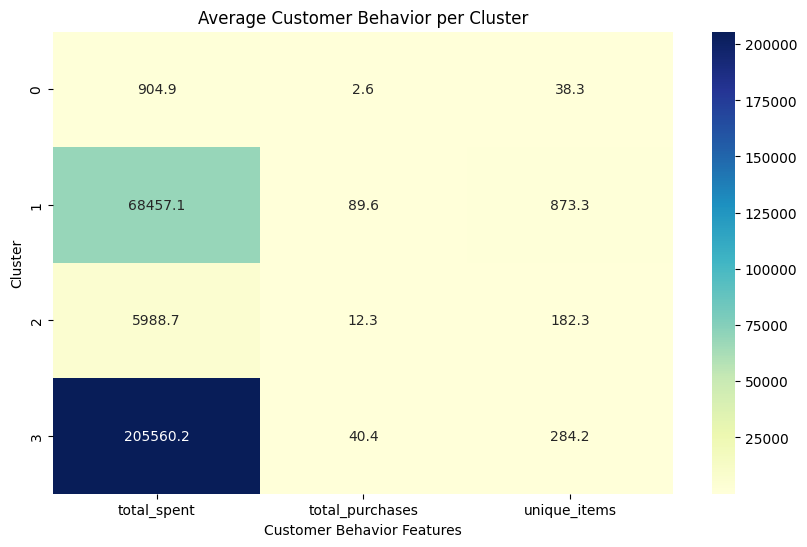 Average Customer Behavior per Cluster
Cluster
0
904.9 2.6 38.3
1
68457.1 89.6 873.3
2
5988.7 12.3 182.3
3
205560.2 40.4 284.2
total_spent total_purchases unique_items
Customer Behavior Features
200000
175000
150000
125000
100000
75000
50000
25000